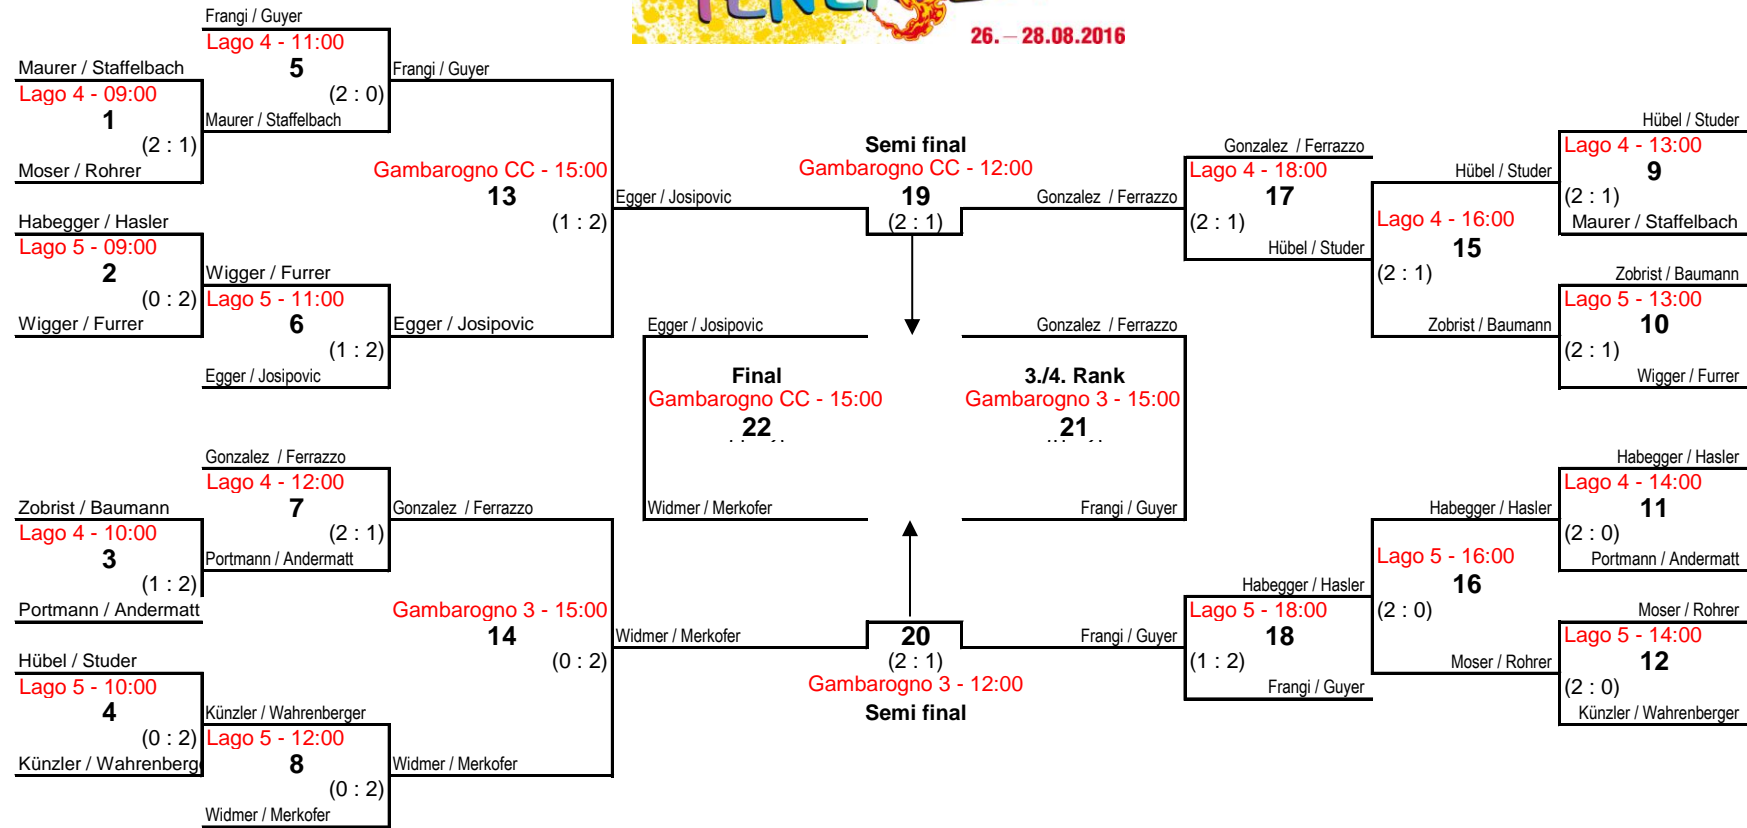 26. – 28.08.2016
Frangi / Guyer
Lago 4 - 11:00
5
(2 : 0)
Maurer / Staffelbach
Maurer / Staffelbach
Lago 4 - 09:00
1
(2 : 1)
Moser / Rohrer
Frangi / Guyer
Habegger / Hasler
Lago 5 - 09:00
2
(0 : 2)
Wigger / Furrer
Wigger / Furrer
Lago 5 - 11:00
6
(1 : 2)
Egger / Josipovic
Egger / Josipovic
Gambarogno CC - 15:00
13
(1 : 2)
Egger / Josipovic
Gonzalez / Ferrazzo
Lago 4 - 12:00
7
(2 : 1)
Portmann / Andermatt
Zobrist / Baumann
Lago 4 - 10:00
3
(1 : 2)
Portmann / Andermatt
Gonzalez / Ferrazzo
Hübel / Studer
Lago 5 - 10:00
4
(0 : 2)
Künzler / Wahrenberge
Künzler / Wahrenberger
Lago 5 - 12:00
8
(0 : 2)
Widmer / Merkofer
Widmer / Merkofer
Gambarogno 3 - 15:00
14
(0 : 2)
Widmer / Merkofer
Semi final
Gambarogno CC - 12:00
19
(2 : 1)
Gonzalez / Ferrazzo
Egger / Josipovic
Final
Gambarogno CC - 15:00
22
Widmer / Merkofer
Gonzalez / Ferrazzo
3./4. Rank
Gambarogno 3 - 15:00
21
Frangi / Guyer
20
(2 : 1)
Gambarogno 3 - 12:00
Semi final
Frangi / Guyer
Gonzalez / Ferrazzo
Lago 4 - 18:00
17
(2 : 1)
Hübel / Studer
Hübel / Studer
Lago 4 - 16:00
15
(2 : 1)
Zobrist / Baumann
Hübel / Studer
Lago 4 - 13:00
9
(2 : 1)
Maurer / Staffelbach
Zobrist / Baumann
Lago 5 - 13:00
10
(2 : 1)
Wigger / Furrer
Habegger / Hasler
Lago 5 - 18:00
18
(1 : 2)
Frangi / Guyer
Habegger / Hasler
Lago 5 - 16:00
16
(2 : 0)
Moser / Rohrer
Habegger / Hasler
Lago 4 - 14:00
11
(2 : 0)
Portmann / Andermatt
Moser / Rohrer
Lago 5 - 14:00
12
(2 : 0)
Künzler / Wahrenberger